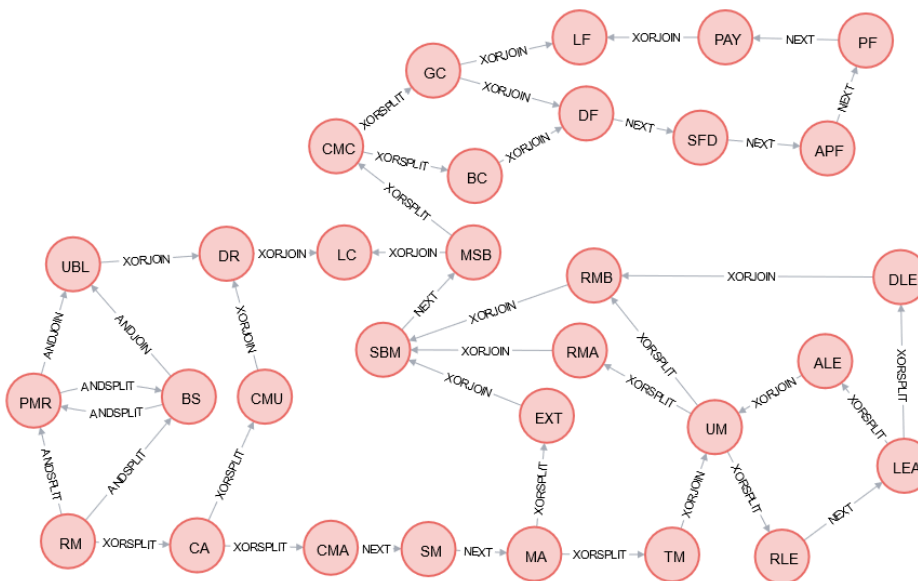 LF
XORJOIN
PAY
NEXT
PF
GC
XORJOIN
XORJOIN
NEXT
XORSPLIT
DF
NEXT
SFD
NEXT
APF
CMC
XORSPLIT
BC
XORJOIN
XORSPLIT
UBL
XORJOIN
DR
XORJOIN
LC
XORJOIN
MSB
RMB
XORJOIN
DLE
ANDJOIN
ANDJOIN
XORJOIN
NEXT
XORJOIN
XORSPLIT
XORSPLIT
SBM
XORJOIN
RMA
ALE
PMR
ANDSPLIT
ANDSPLIT
BS
CMU
XORJOIN
XORSPLIT
XORJOIN
XORSPLIT
EXT
UM
LEA
ANDSPLIT
ANDSPLIT
XORSPLIT
XORSPLIT
XORJOIN
XORSPLIT
NEXT
RM
XORSPLIT
CA
XORSPLIT
CMA
NEXT
SM
NEXT
MA
XORSPLIT
TM
RLE